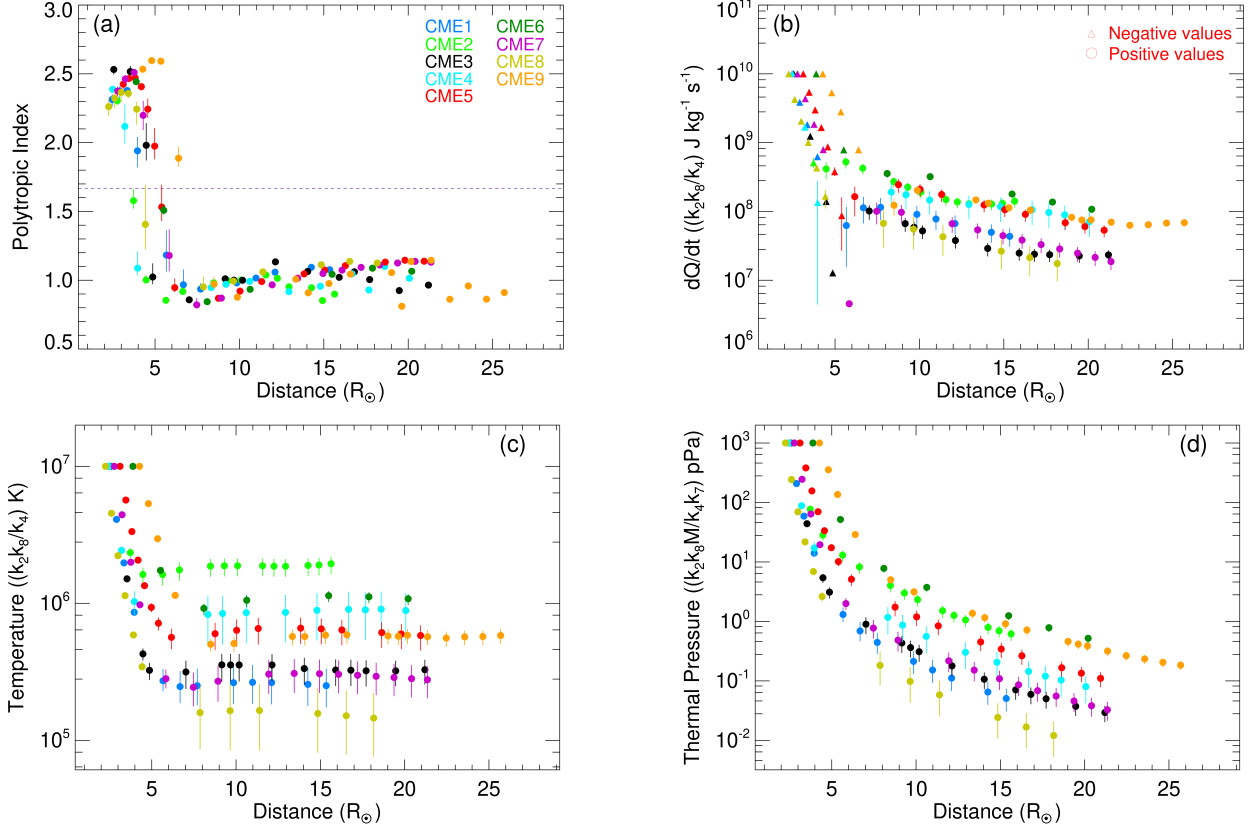 (a)
CME1 CME6
CME2 CME7
CME3 CME8
CME4 CME9
CME5
Polytropic Index
3.0
2.5
2.0
1.5
1.0
0.5
5 10 15 20 25
Distance (R☉)
(b)
Negative values
Positive values
dQ/dt ((k₂k₈/k₄) J kg⁻¹ s⁻¹)
10¹¹
10¹⁰
10⁹
10⁸
10⁷
10⁶
5 10 15 20 25
Distance (R☉)
(c)
Temperature ((k₂k₈/k₄) K)
10⁷
10⁶
10⁵
5 10 15 20 25
Distance (R☉)
(d)
Thermal Pressure ((k₂k₈M/k₄k₇) pPa)
10³
10²
10¹
10⁰
10⁻¹
10⁻²
5 10 15 20 25
Distance (R☉)